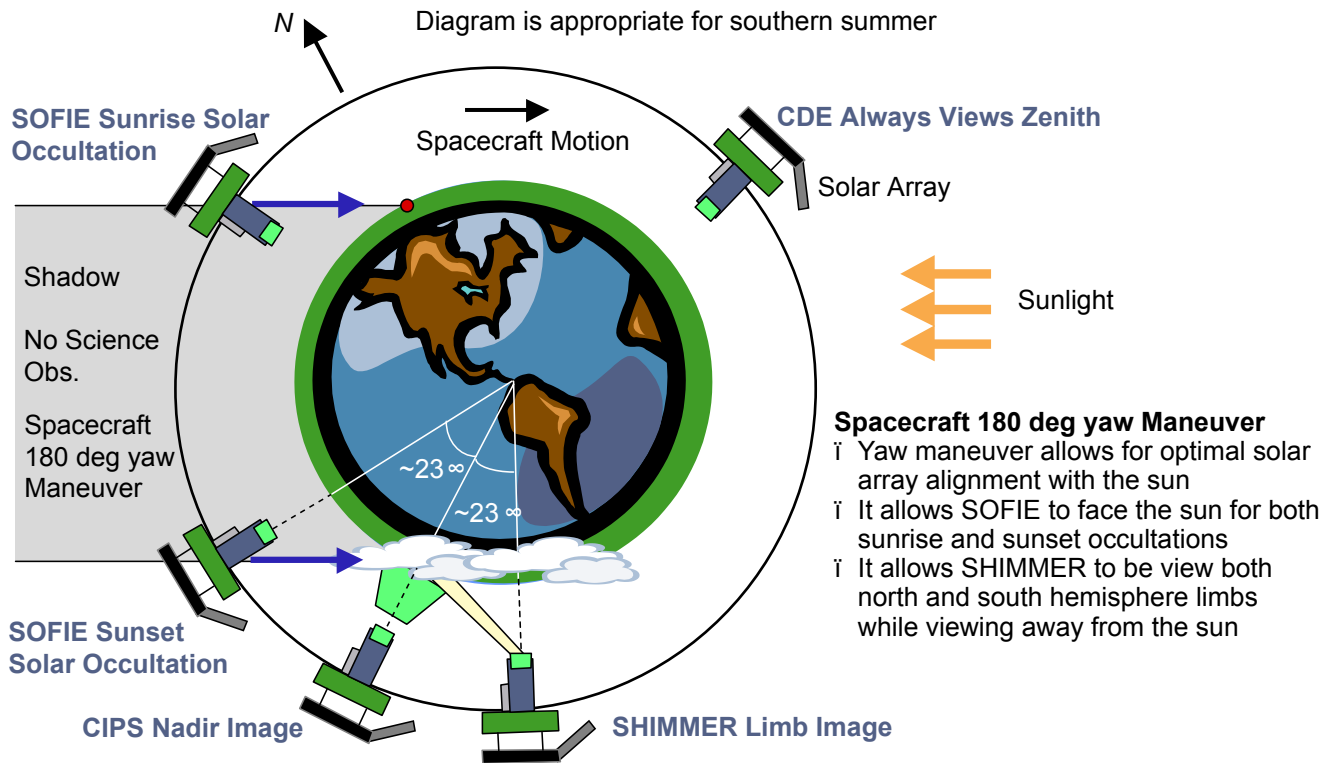 N
Diagram is appropriate for southern summer
SOFIE Sunrise Solar
Occultation
Spacecraft Motion
CDE Always Views Zenith
Solar Array
Shadow
No Science
Obs.
Spacecraft
180 deg yaw
Maneuver
Sunlight
~23 ∞
~23 ∞
Spacecraft 180 deg yaw Maneuver
ï Yaw maneuver allows for optimal solar
array alignment with the sun
ï It allows SOFIE to face the sun for both
sunrise and sunset occultations
ï It allows SHIMMER to be view both
north and south hemisphere limbs
while viewing away from the sun
SOFIE Sunset
Solar Occultation
CIPS Nadir Image
SHIMMER Limb Image